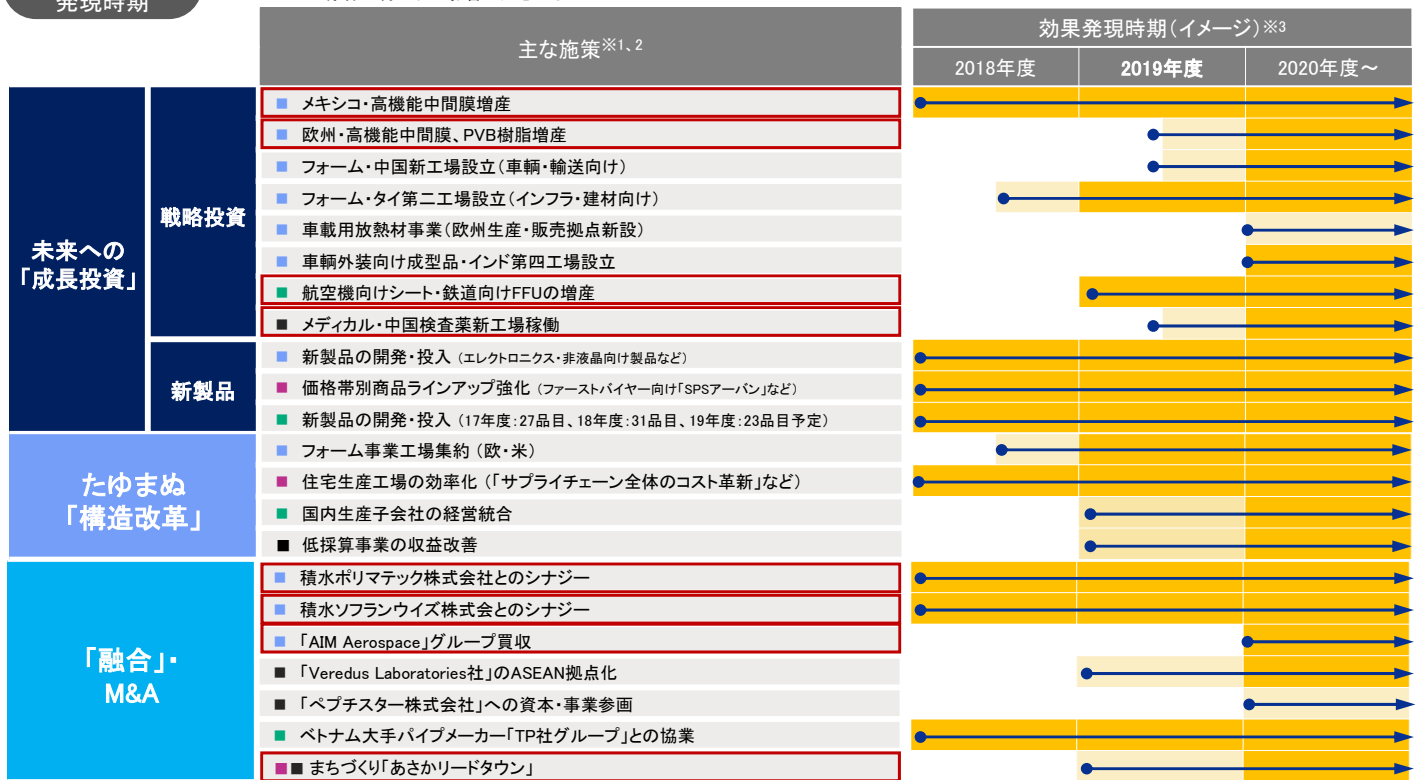 発現時期
主な施策※1、2
効果発現時期(イメージ)※3
2018年度
2019年度
2020年度～
未来への
「成長投資」
戦略投資
■ メキシコ・高機能中間膜増産
■ 欧州・高機能中間膜、PVB樹脂増産
■ フォーム・中国新工場設立(車輌・輸送向け)
■ フォーム・タイ第二工場設立(インフラ・建材向け)
■ 車載用放熱材事業(欧州生産・販売拠点新設)
■ 車輌外装向け成型品・インド第四工場設立
■ 航空機向けシート・鉄道向けFFUの増産
■ メディカル・中国検査薬新工場稼働
新製品
■ 新製品の開発・投入 (エレクトロニクス・非液晶向け製品など)
■ 価格帯別商品ラインアップ強化 (ファーストバイヤー向け「SPSアーバン」など)
■ 新製品の開発・投入 (17年度:27品目、18年度:31品目、19年度:23品目予定)
たゆまぬ
「構造改革」
■ フォーム事業工場集約 (欧・米)
■ 住宅生産工場の効率化 (「サプライチェーン全体のコスト革新」など)
■ 国内生産子会社の経営統合
■ 低採算事業の収益改善
「融合」・
M&A
■ 積水ポリマテック株式会社とのシナジー
■ 積水ソフランウイズ株式会とのシナジー
■ 「AIM Aerospace」グループ買収
■ 「Veredus Laboratories社」のASEAN拠点化
■ 「ペプチスター株式会社」への資本・事業参画
■ ベトナム大手パイプメーカー「TP社グループ」との協業
■■ まちづくり「あさかリードタウン」